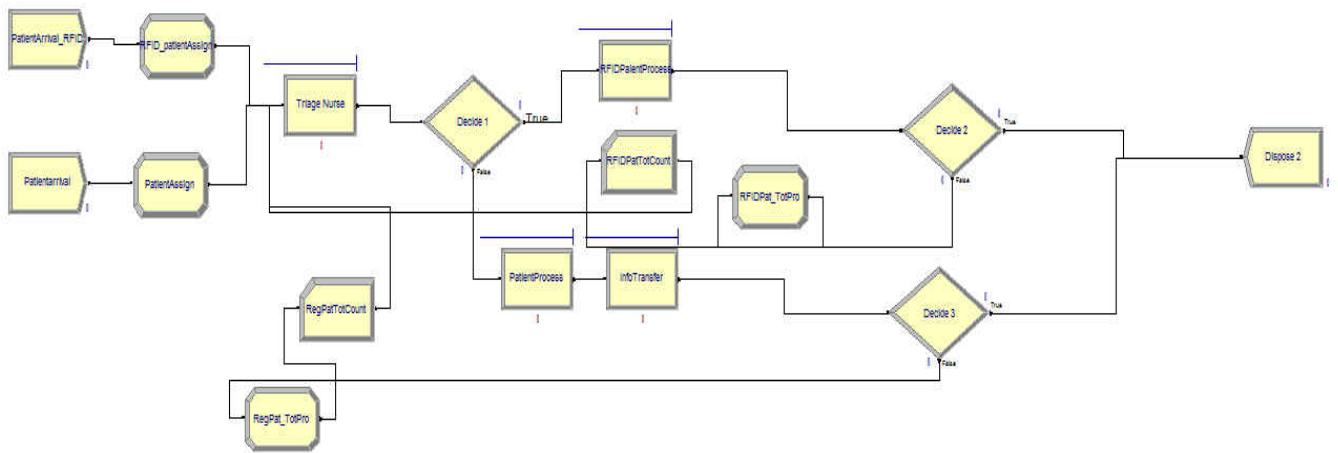 PatientArrival_RFID
RFID_patientAssign
RFIDPatentProcess
Triage Nurse
Decide 1
True
False
Decide 2
True
False
RFIDPatTotCount
Dispose 2
Patientarrival
PatientAssign
RFIDPat_TotPro
PatientProcess
InfoTransfer
RegPatTotCount
Decide 3
True
False
RegPat_TotPro